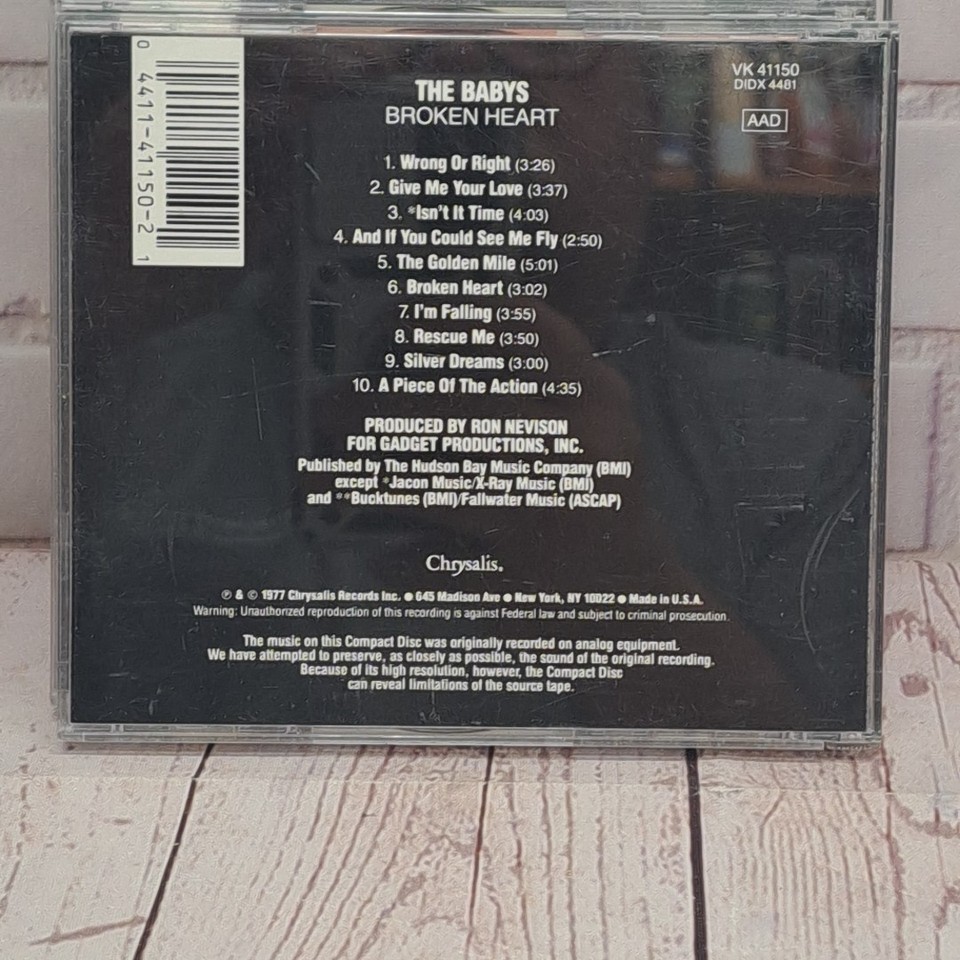 0 4411-41150-2 1
THE BABYS
BROKEN HEART
VK 41150
DIDX 4481
AAD
1. Wrong Or Right (3:26)
2. Give Me Your Love (3:37)
3. *Isn't It Time (4:03)
4. And If You Could See Me Fly (2:50)
5. The Golden Mile (5:01)
6. Broken Heart (3:02)
7. I'm Falling (3:55)
8. Rescue Me (3:50)
9. Silver Dreams (3:00)
10. A Piece Of The Action (4:35)
PRODUCED BY RON NEVISON
FOR GADGET PRODUCTIONS, INC.
Published by The Hudson Bay Music Company (BMI)
except *Jacon Music/X-Ray Music (BMI)
and **Bucktunes (BMI)/Fallwater Music (ASCAP)
Chrysalis.
℗ & © 1977 Chrysalis Records Inc. ● 645 Madison Ave ● New York, NY 10022 ● Made in U.S.A.
Warning: Unauthorized reproduction of this recording is against Federal law and subject to criminal prosecution.
The music on this Compact Disc was originally recorded on analog equipment.
We have attempted to preserve, as closely as possible, the sound of the original recording.
Because of its high resolution, however, the Compact Disc
can reveal limitations of the source tape.